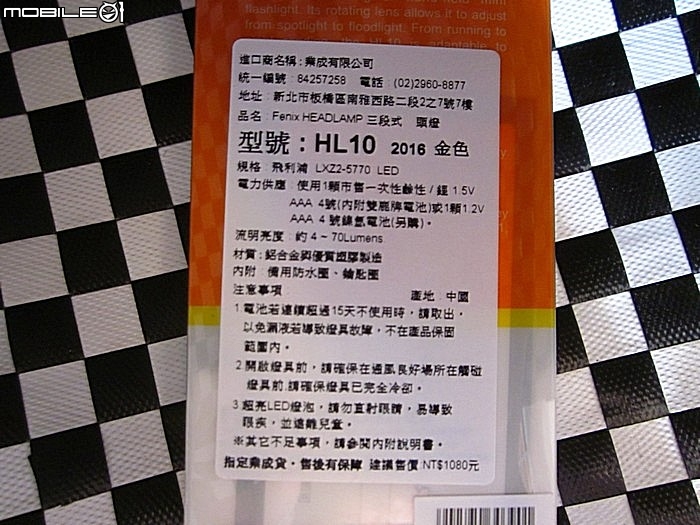 MOBILE01
flashlight. Its rotating lens allows it to adjust
from spotlight to floodlight. From running to
HL10 is adaptable to
進口商名稱：業成有限公司
統一編號：84257258 電話：(02)2960-8877
地址：新北市板橋區南雅西路二段2之7號7樓
品名：Fenix HEADLAMP 三段式 頭燈
型號：HL10 2016 金色
規格 飛利浦 LXZ2-5770 LED
電力供應：使用1顆市售一次性鹼性／鋰 1.5V
AAA 4號(內附雙鹿牌電池)或1顆1.2V
AAA 4號鎳氫電池(另購)。
流明亮度：約 4 ~ 70Lumens
材質：鋁合金與優質塑膠製造
內附：備用防水圈、鑰匙圈
注意事項 產地：中國
1.電池若連續超過15天不使用時，請取出，
以免漏液若導致燈具故障，不在產品保固
範圍內。
2.開啟燈具前，請確保在通風良好場所在觸碰
燈具前.請確保燈具已完全冷卻。
3.超亮LED燈泡，請勿直射眼睛，易導致
眼疾，並遠離兒童。
※其它不足事項，請參閱內附說明書。
指定業成貨，售後有保障 建議售價:NT$1080元